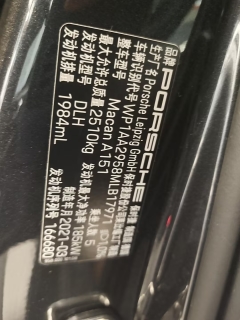 品牌 PORSCHE 保时捷
生产厂名 Porsche Leipzig GmbH
车辆识别代号 WP1AA2958MLB17971
整车型号 Macan A151
最大允许总质量 2510kg 乘坐人数 5
发动机型号 DLH 发动机最大净功率 185kW
发动机排量 1984mL 制造年月 2021-03
发动机序列号 166680